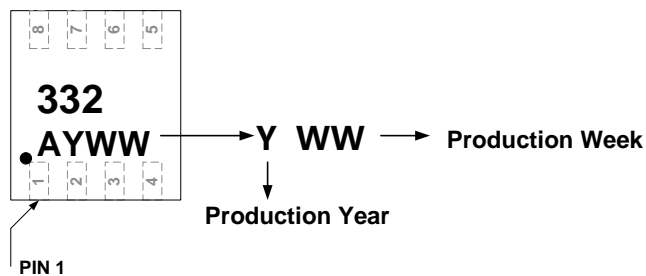 8 7 6 5
332
AYWW Y WW Production Week
1 2 3 4
Production Year
PIN 1